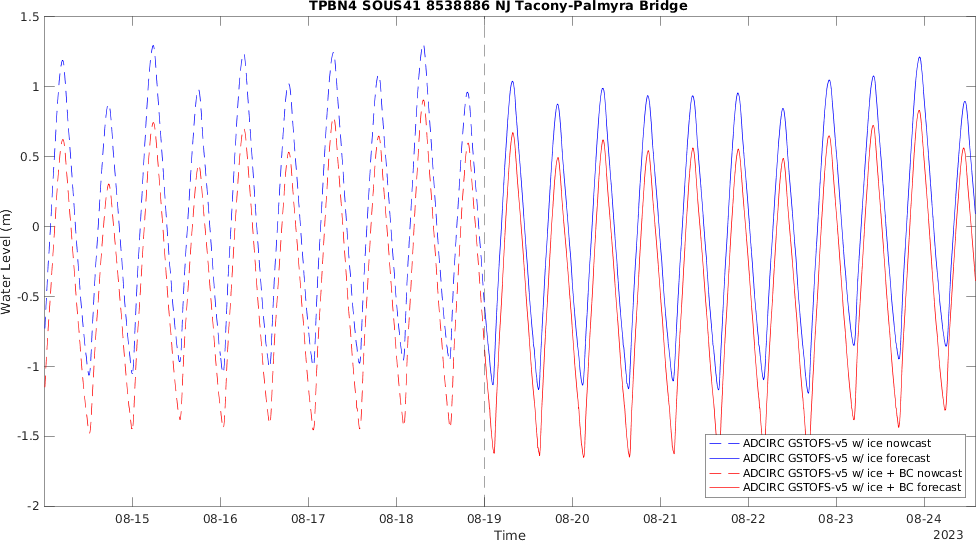 TPBN4 SOUS41 8538886 NJ Tacony-Palmyra Bridge
1.5
1
0.5
0
-0.5
-1
-1.5
-2
Water Level (m)
ADCIRC GSTOFS-v5 w/ ice nowcast
ADCIRC GSTOFS-v5 w/ ice forecast
ADCIRC GSTOFS-v5 w/ ice + BC nowcast
ADCIRC GSTOFS-v5 w/ ice + BC forecast
08-15 08-16 08-17 08-18 08-19 08-20 08-21 08-22 08-23 08-24
Time
2023